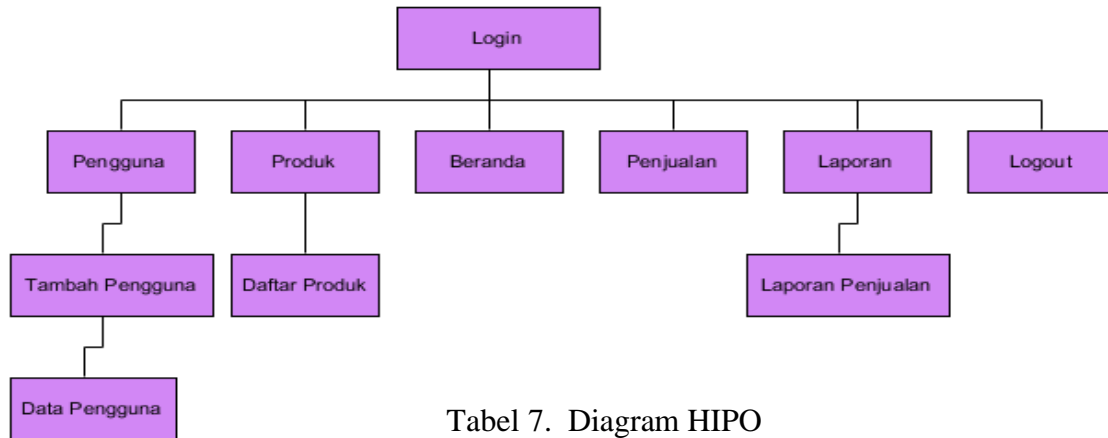 Login
Pengguna
Produk
Beranda
Penjualan
Laporan
Logout
Tambah Pengguna
Daftar Produk
Laporan Penjualan
Data Pengguna
Tabel 7. Diagram HIPO